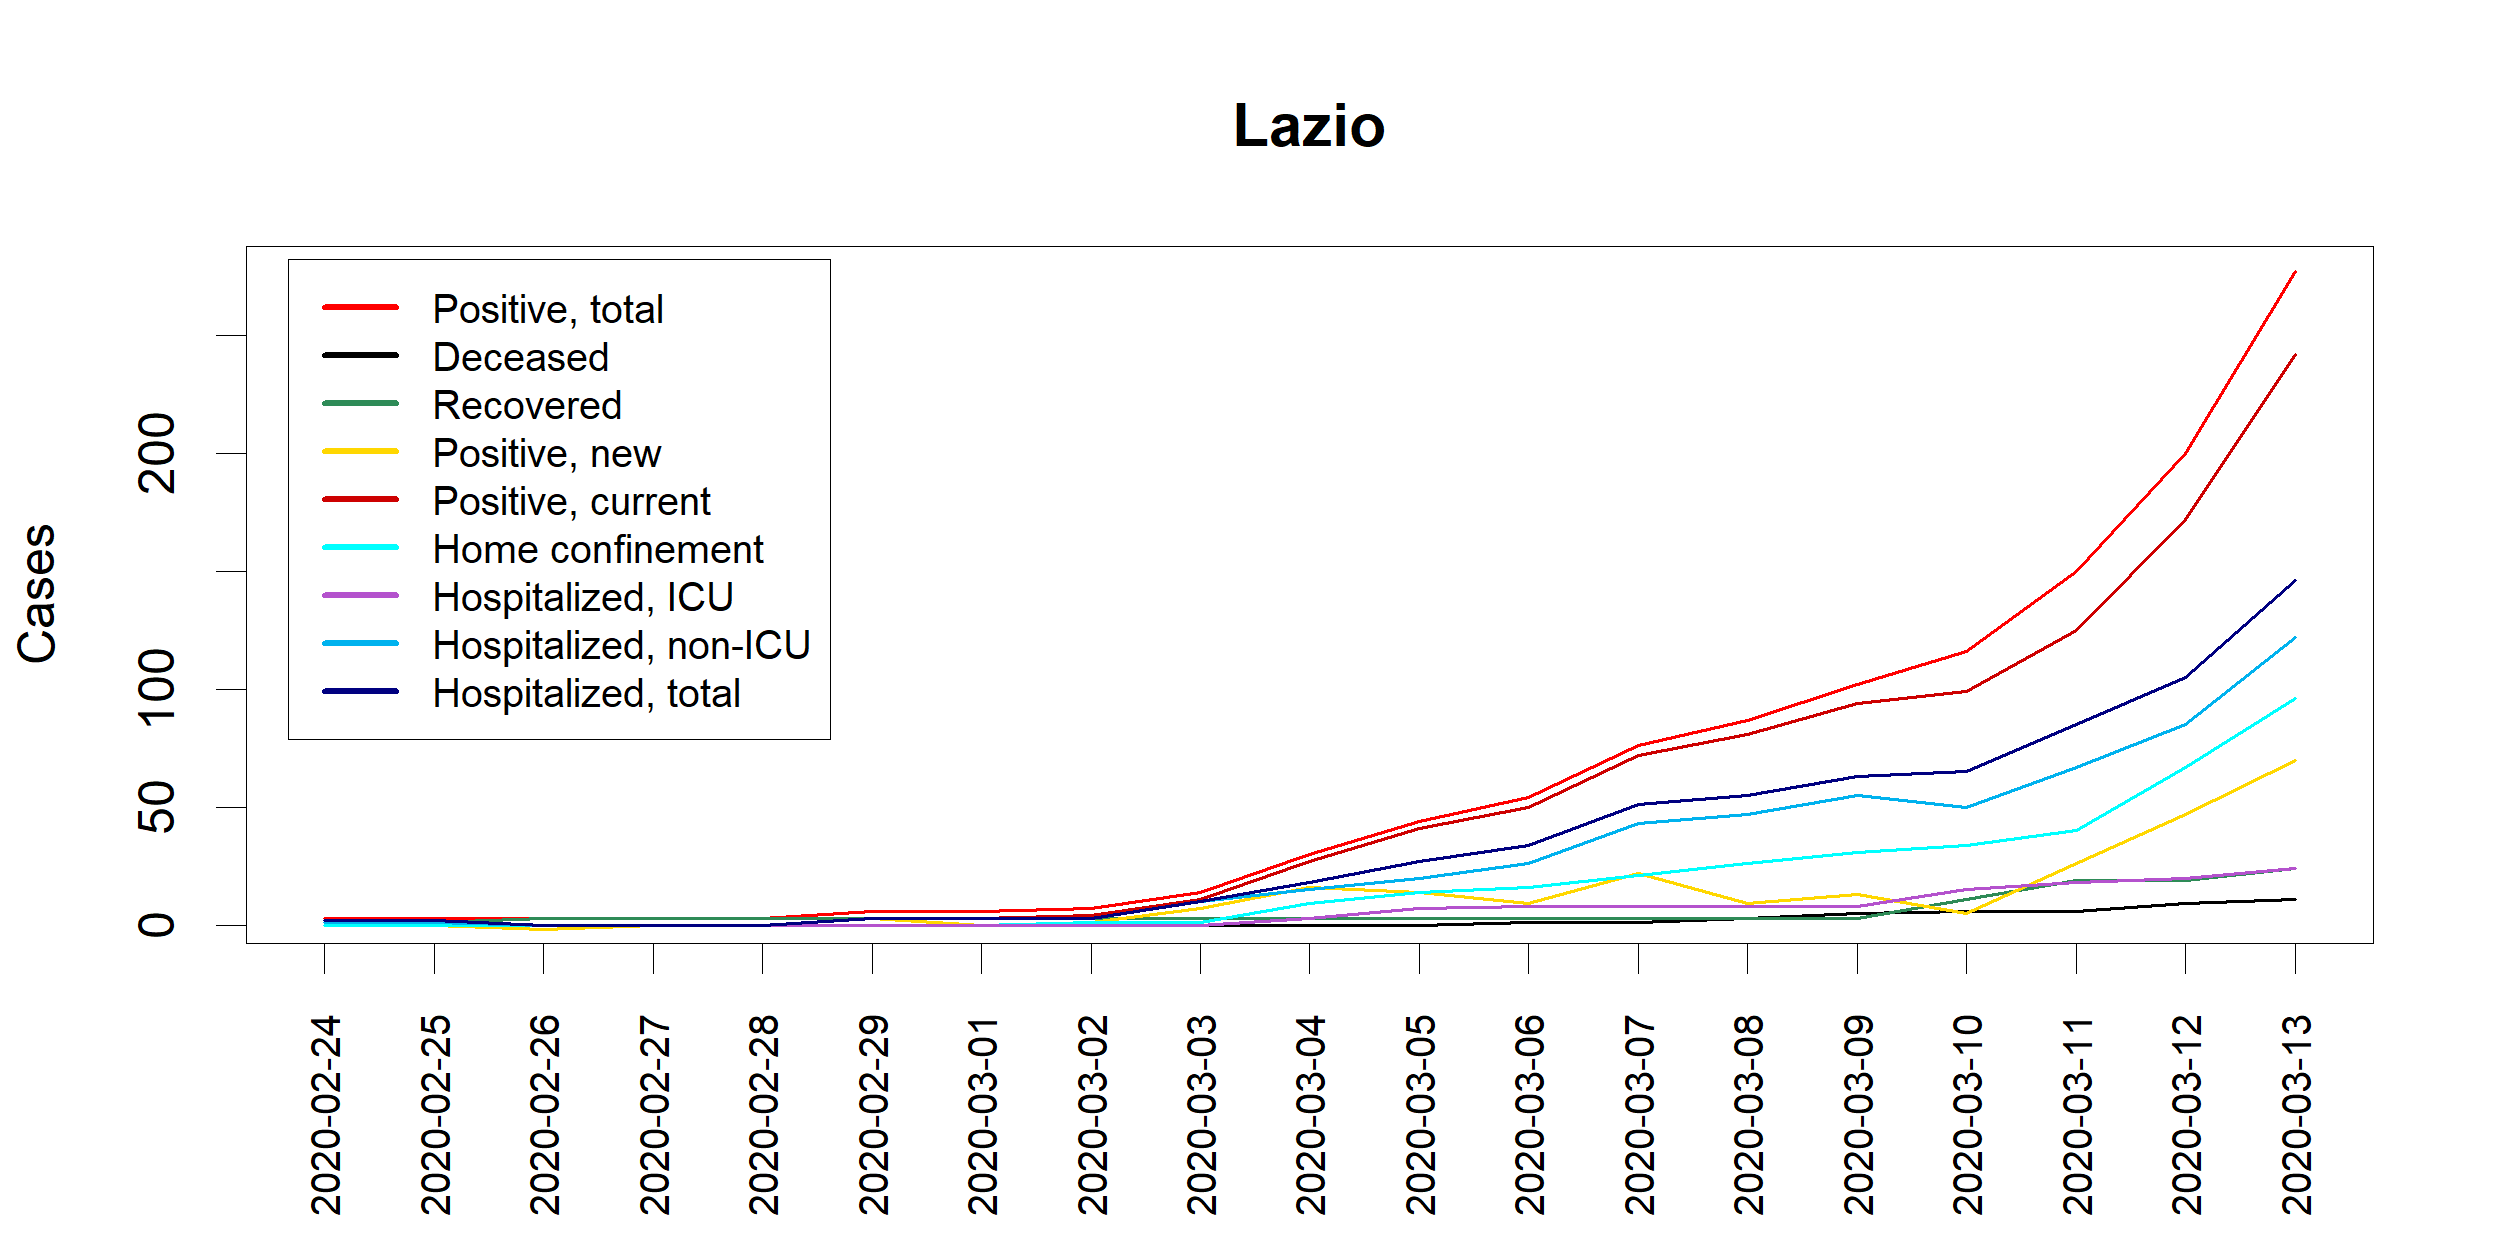 Lazio
Cases
200
100
50
0
Positive, total
Deceased
Recovered
Positive, new
Positive, current
Home confinement
Hospitalized, ICU
Hospitalized, non-ICU
Hospitalized, total
2020-02-24
2020-02-25
2020-02-26
2020-02-27
2020-02-28
2020-02-29
2020-03-01
2020-03-02
2020-03-03
2020-03-04
2020-03-05
2020-03-06
2020-03-07
2020-03-08
2020-03-09
2020-03-10
2020-03-11
2020-03-12
2020-03-13